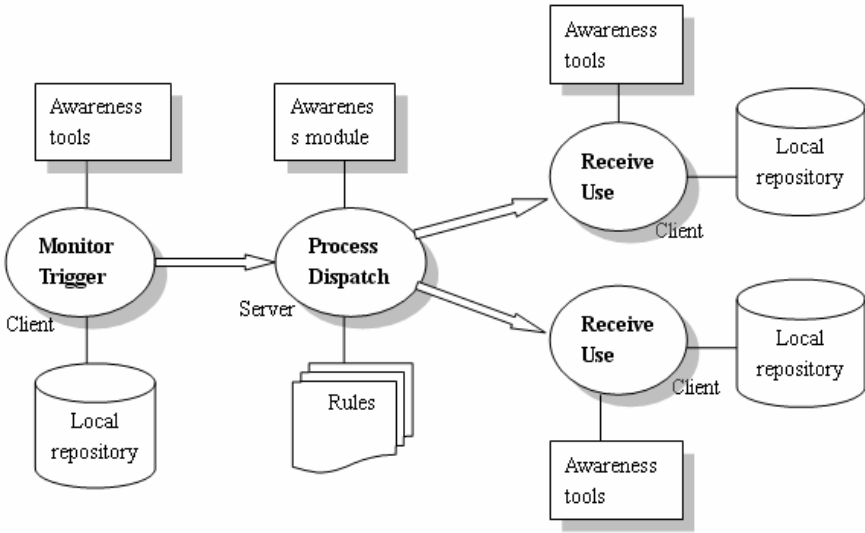 Awareness
tools
Monitor
Trigger
Client
Local
repository
Awarenes
s module
Process
Dispatch
Server
Rules
Awareness
tools
Receive
Use
Client
Local
repository
Receive
Use
Client
Local
repository
Awareness
tools